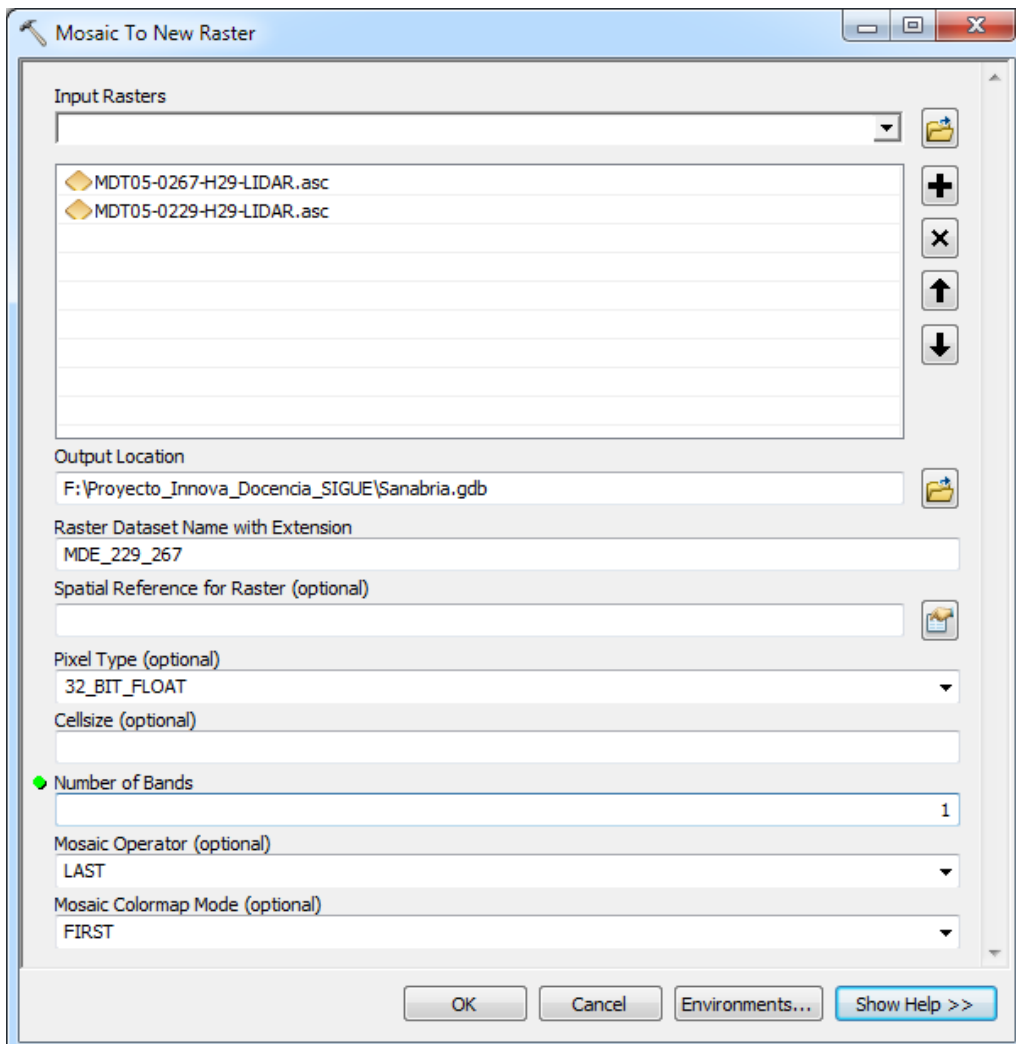 Mosaic To New Raster
Input Rasters
MDT05-0267-H29-LIDAR.asc
MDT05-0229-H29-LIDAR.asc
Output Location
F:\Proyecto_Innova_Docencia_SIGUE\Sanabria.gdb
Raster Dataset Name with Extension
MDE_229_267
Spatial Reference for Raster (optional)
Pixel Type (optional)
32_BIT_FLOAT
Cellsize (optional)
Number of Bands
1
Mosaic Operator (optional)
LAST
Mosaic Colormap Mode (optional)
FIRST
OK Cancel Environments... Show Help >>